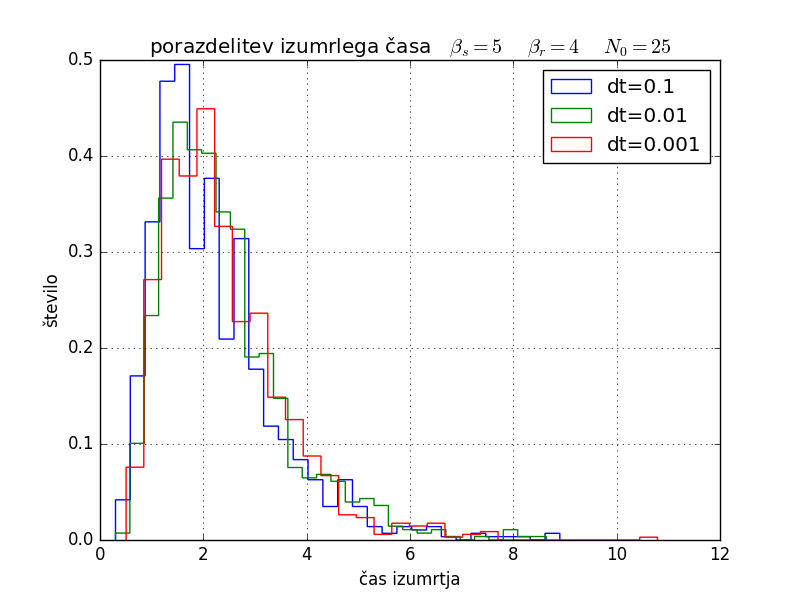 porazdelitev izumrlega časa βs = 5 βr = 4 N0 = 25
dt=0.1
dt=0.01
dt=0.001
0.5
0.4
0.3
0.2
0.1
0.0
število
0 2 4 6 8 10 12
čas izumrtja